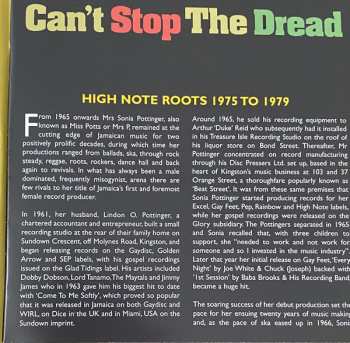 Can't Stop The Dread
HIGH NOTE ROOTS 1975 TO 1979
From 1965 onwards Mrs Sonia Pottinger, also
known as Miss Potts or Mrs P, remained at the
cutting edge of Jamaican music for two
positively prolific decades, during which time her
productions ranged from ballads, ska, through rock
steady, reggae, roots, rockers, dance hall and back
again to revivals. In what has always been a male
dominated, frequently misogynist, arena there are
few rivals to her title of Jamaica's first and foremost
female record producer.
In 1961, her husband, Lindon O. Pottinger, a
chartered accountant and entrepreneur, built a small
recording studio at the rear of their family home on
Sundown Crescent, off Molynes Road, Kingston, and
began releasing records on the Gaydisc, Golden
Arrow and SEP labels, with his gospel recordings
issued on the Glad Tidings label. His artists included
Dobby Dobson, Lord Tanamo, The Maytals and Jimmy
James who in 1963 gave him his biggest hit to date
with 'Come To Me Softly', which proved so popular
that it was released in Jamaica on both Gaydisc and
WIRL, on Dice in the UK and in Miami, USA on the
Sundown imprint.
Around 1965, he sold his recording equipment to
Arthur 'Duke' Reid who subsequently had it installed
in his Treasure Isle Recording Studio on the roof of
his liquor store on Bond Street. Thereafter, Mr
Pottinger concentrated on record manufacturing
through his Disc Pressers Ltd. set up, based in the
heart of Kingston's music business at 103 and 37
Orange Street, a thoroughfare popularly known as
'Beat Street'. It was from these same premises that
Sonia Pottinger started producing records for her
Excel, Gay Feet, Pep, Rainbow and High Note labels,
while her gospel recordings were released on the
Glory subsidiary. The Pottingers separated in 1965
and Sonia recalled that, with three children to
support, she "needed to work and not work for
someone and so I invested in the music industry".
Later that year her initial release on Gay Feet, 'Every
Night' by Joe White & Chuck (Joseph) backed with
'1st Session' by Baba Brooks & His Recording Band
became a huge hit.
The soaring success of her debut production set the
pace for her ensuing twenty years of music making
and, as the pace of ska eased up in 1966, Sonia